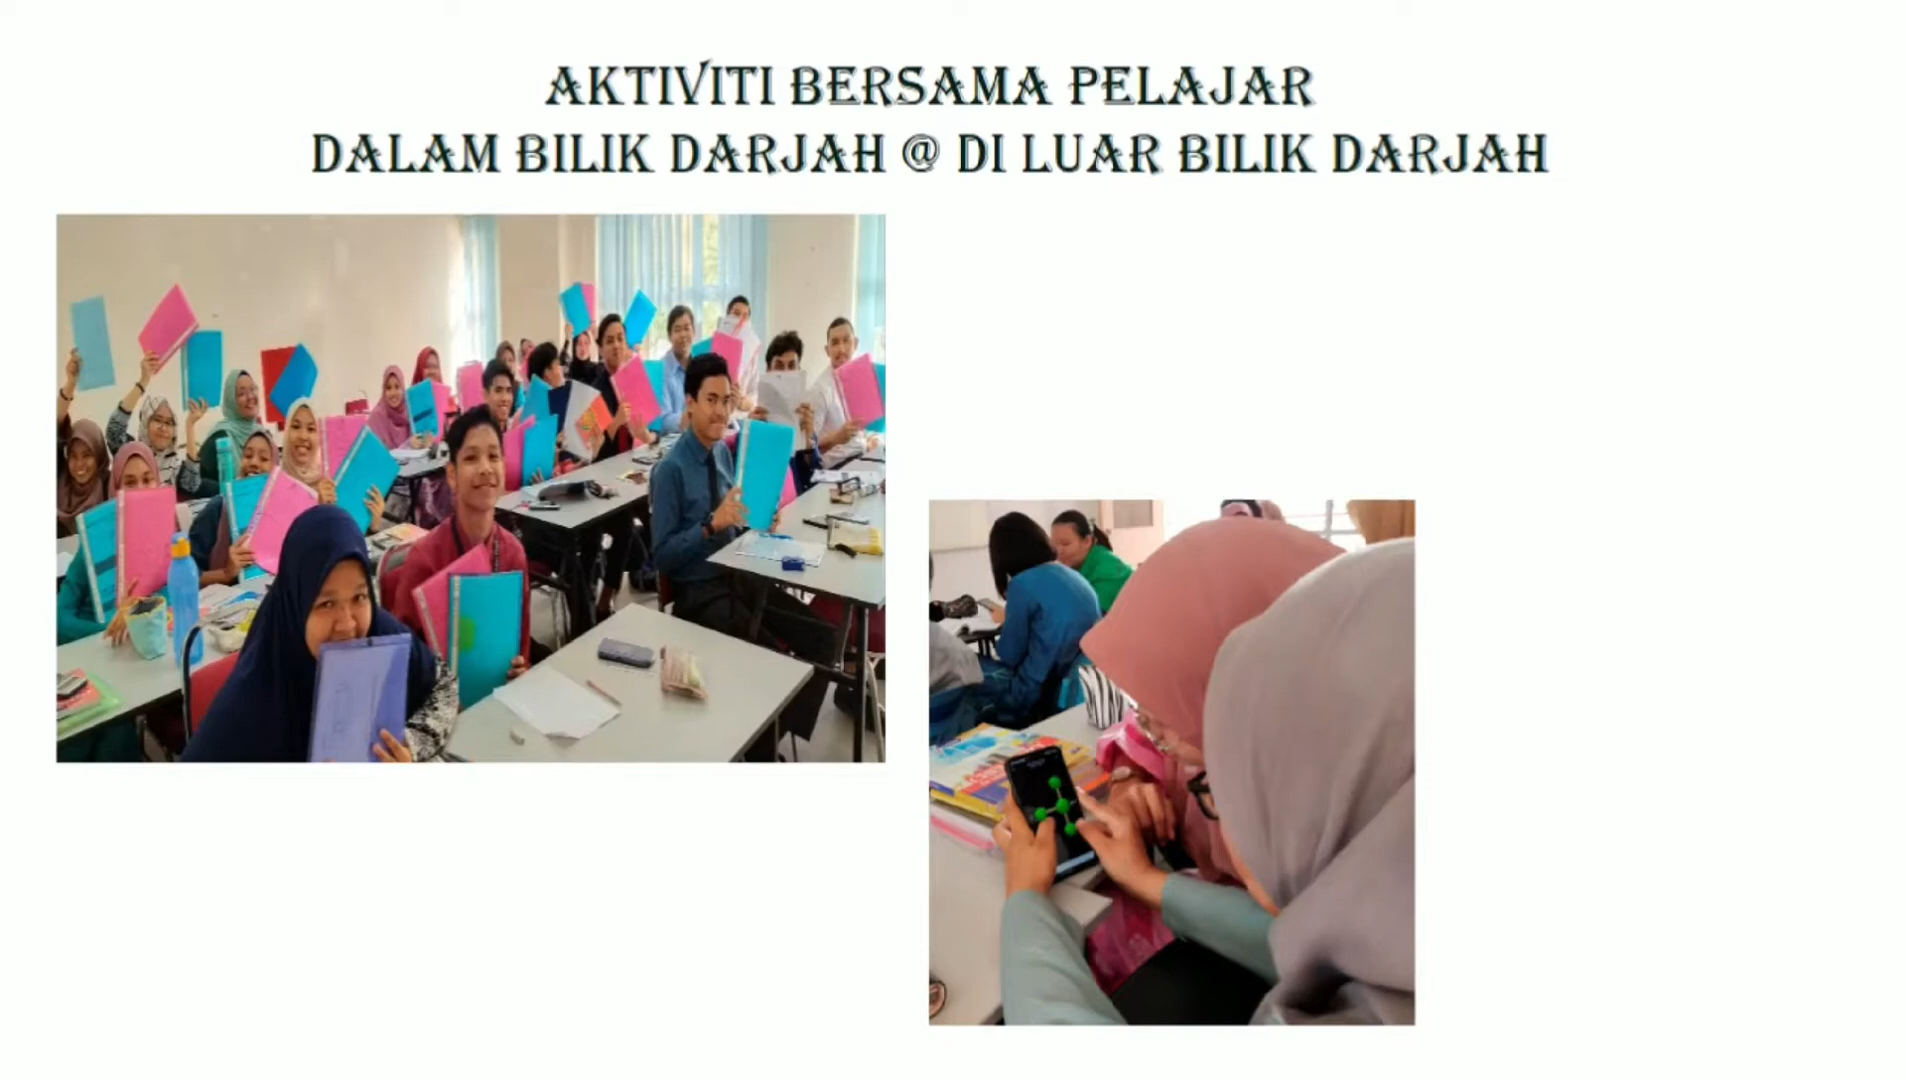 AKTIVITI BERSAMA PELAJAR
DALAM BILIK DARJAH @ DI LUAR BILIK DARJAH